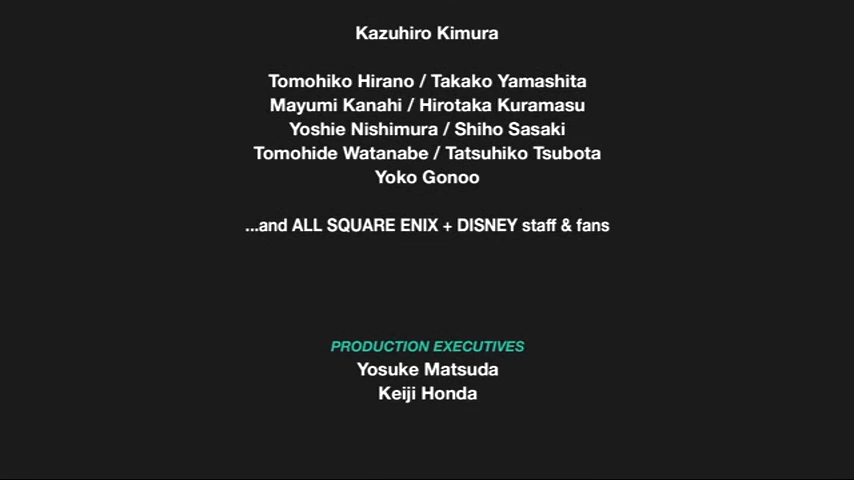 Kazuhiro Kimura
Tomohiko Hirano / Takako Yamashita
Mayumi Kanahi / Hirotaka Kuramasu
Yoshie Nishimura / Shiho Sasaki
Tomohide Watanabe / Tatsuhiko Tsubota
Yoko Gonoo
...and ALL SQUARE ENIX + DISNEY staff & fans
PRODUCTION EXECUTIVES
Yosuke Matsuda
Keiji Honda